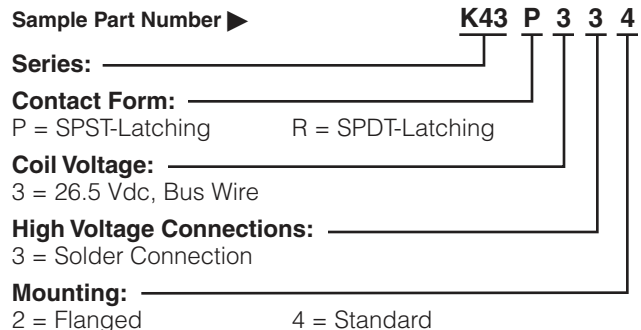 Sample Part Number ▶ K43 P 3 3 4
Series:
Contact Form:
P = SPST-Latching R = SPDT-Latching
Coil Voltage:
3 = 26.5 Vdc, Bus Wire
High Voltage Connections:
3 = Solder Connection
Mounting:
2 = Flanged 4 = Standard